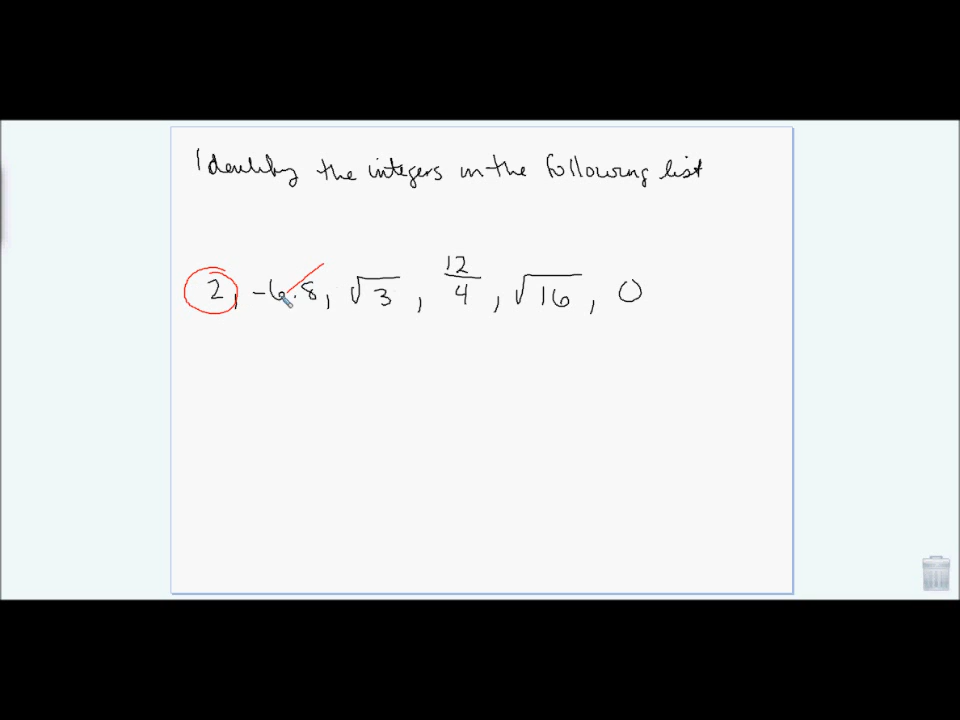 Identify the integers in the following list
2, -6.8, √3, 12/4, √16, 0